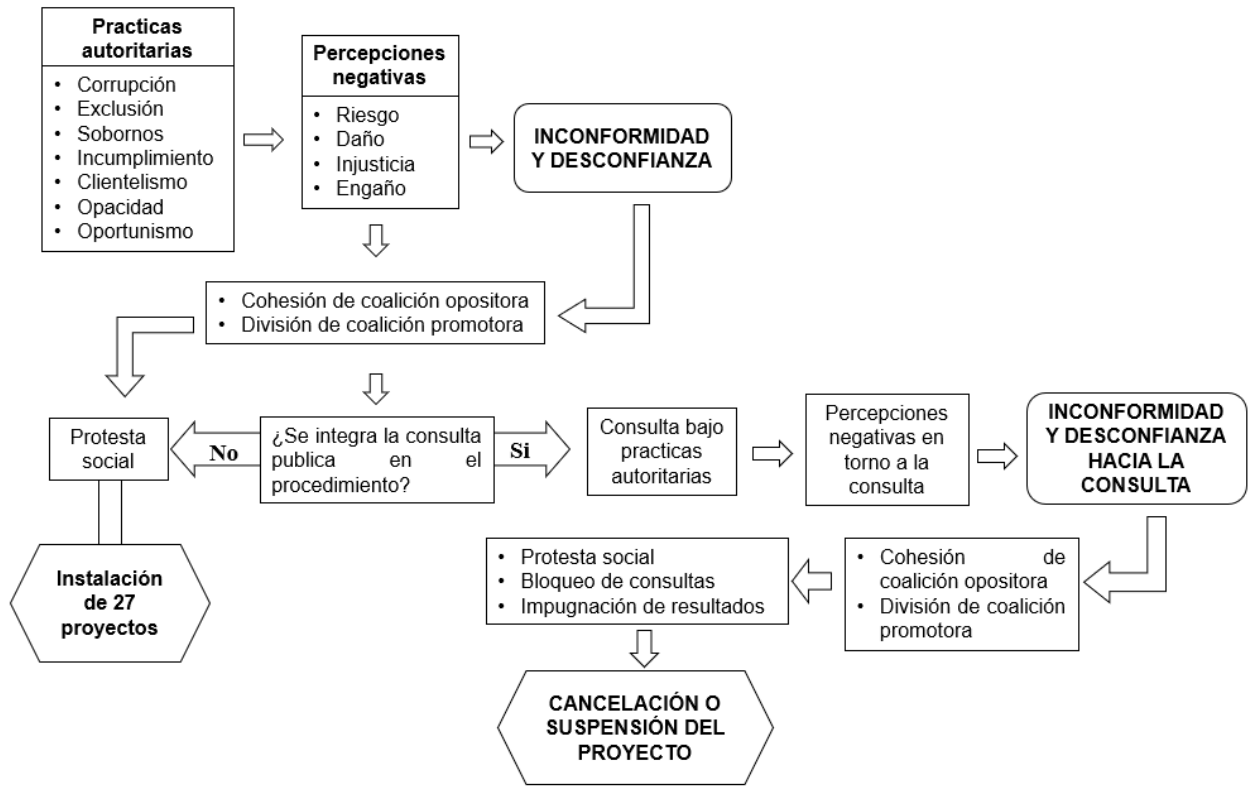 Practicas
autoritarias
• Corrupción
• Exclusión
• Sobornos
• Incumplimiento
• Clientelismo
• Opacidad
• Oportunismo
Percepciones
negativas
• Riesgo
• Daño
• Injusticia
• Engaño
INCONFORMIDAD
Y DESCONFIANZA
• Cohesión de coalición opositora
• División de coalición promotora
Protesta
social
No
¿Se integra la consulta
publica en el
procedimiento?
Si
Consulta bajo
practicas
autoritarias
Percepciones
negativas en
torno a la
consulta
INCONFORMIDAD
Y DESCONFIANZA
HACIA LA
CONSULTA
Instalación
de 27
proyectos
• Protesta social
• Bloqueo de consultas
• Impugnación de resultados
• Cohesión de
coalición opositora
• División de coalición
promotora
CANCELACIÓN O
SUSPENSIÓN DEL
PROYECTO